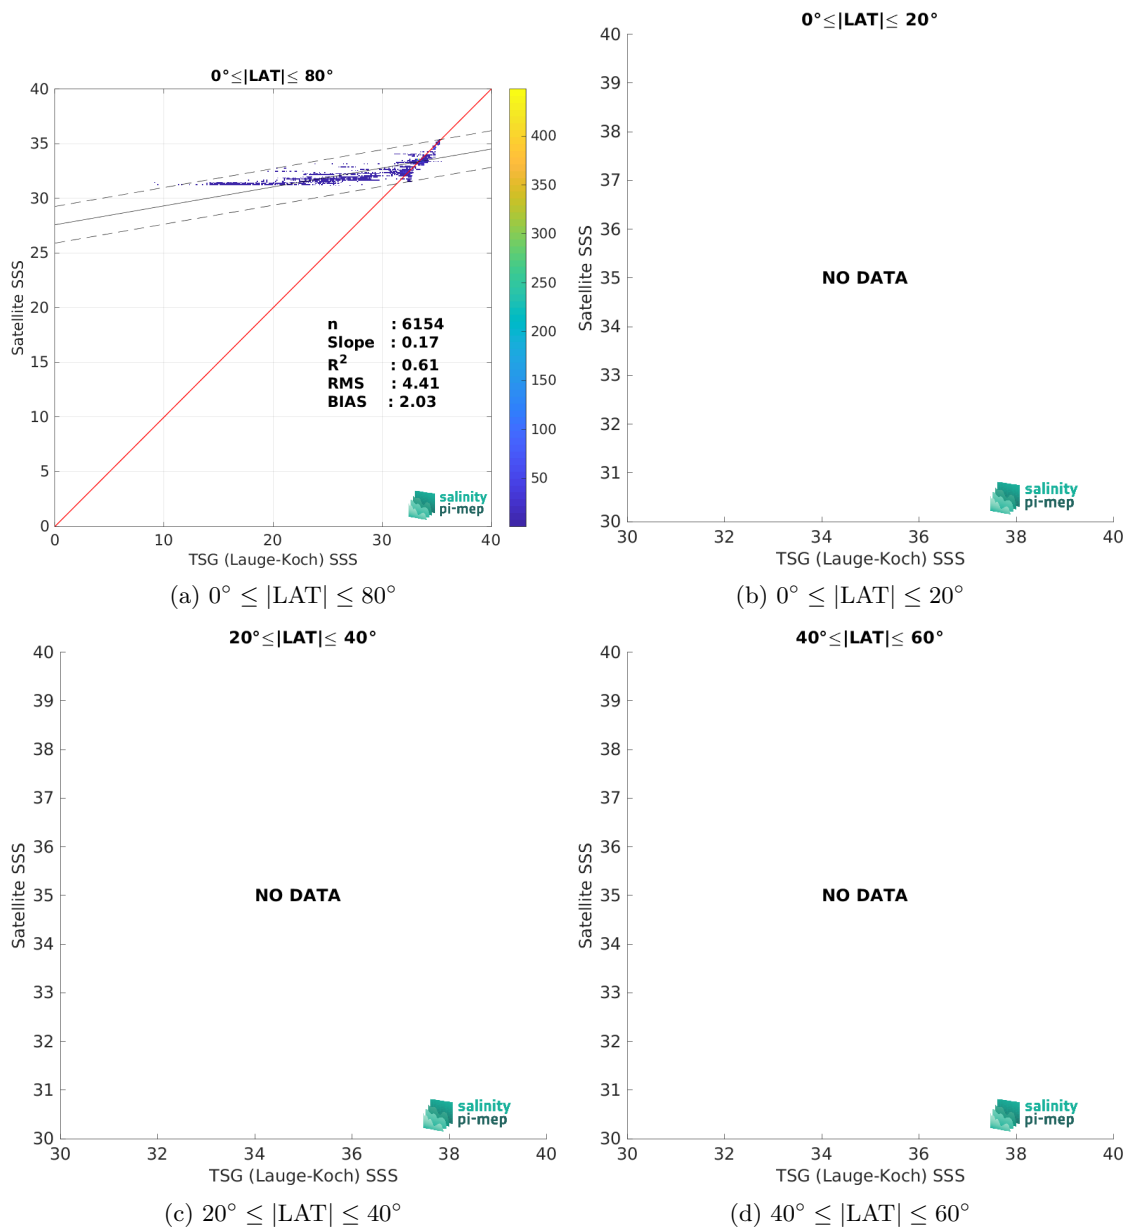 0°≤|LAT|≤ 80°
40
35
30
25
20
15
10
5
0
Satellite SSS
0
10
20
30
40
TSG (Lauge-Koch) SSS
400
350
300
250
200
150
100
50
n : 6154
Slope : 0.17
R² : 0.61
RMS : 4.41
BIAS : 2.03
salinity
pi-mep
(a) 0° ≤ |LAT| ≤ 80°
0°≤|LAT|≤ 20°
40
39
38
37
36
35
34
33
32
31
30
Satellite SSS
NO DATA
salinity
pi-mep
30
32
34
36
38
40
TSG (Lauge-Koch) SSS
(b) 0° ≤ |LAT| ≤ 20°
20°≤|LAT|≤ 40°
40
39
38
37
36
35
34
33
32
31
30
Satellite SSS
NO DATA
salinity
pi-mep
30
32
34
36
38
40
TSG (Lauge-Koch) SSS
(c) 20° ≤ |LAT| ≤ 40°
40°≤|LAT|≤ 60°
40
39
38
37
36
35
34
33
32
31
30
Satellite SSS
NO DATA
salinity
pi-mep
30
32
34
36
38
40
TSG (Lauge-Koch) SSS
(d) 40° ≤ |LAT| ≤ 60°